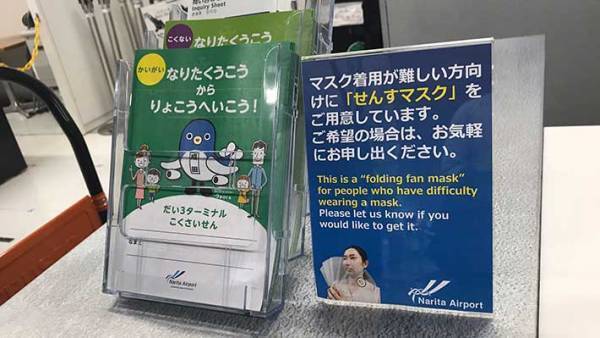 Inquiry Sheet
こくない
なりたくうこう
かいがい
なりたくうこう
から
りょこうへいこう!
だい3ターミナル
こくさいせん
Narita Airport
マスク着用が難しい方向
けに「せんすマスク」を
ご用意しています。
ご希望の場合は、お気軽
にお申し出ください。
This is a “folding fan mask”
for people who have difficulty
wearing a mask.
Please let us know if you
would like to get it.
Narita Airport